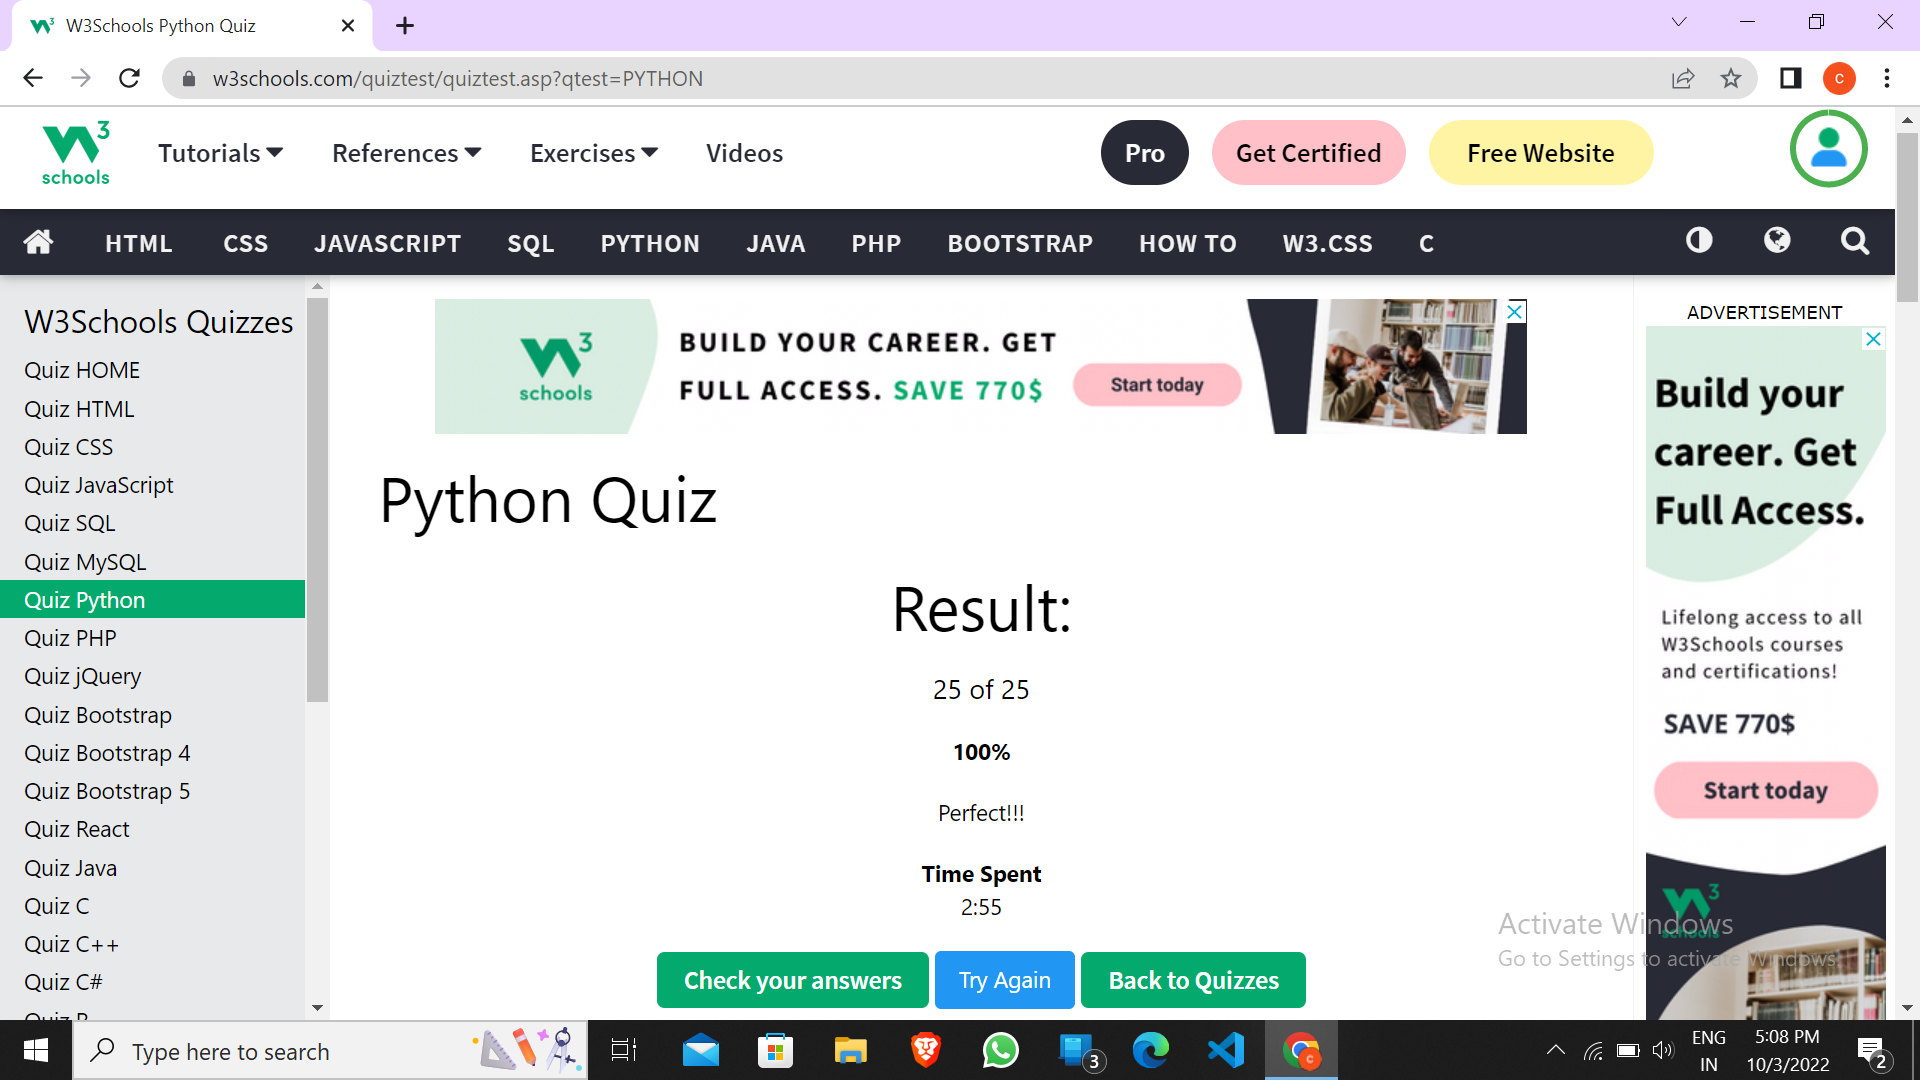 W3Schools Python Quiz
w3schools.com/quiztest/quiztest.asp?qtest=PYTHON
C
W3 schools
Tutorials
References
Exercises
Videos
Pro
Get Certified
Free Website
HTML
CSS
JAVASCRIPT
SQL
PYTHON
JAVA
PHP
BOOTSTRAP
HOW TO
W3.CSS
C
W3Schools Quizzes
Quiz HOME
Quiz HTML
Quiz CSS
Quiz JavaScript
Quiz SQL
Quiz MySQL
Quiz Python
Quiz PHP
Quiz jQuery
Quiz Bootstrap
Quiz Bootstrap 4
Quiz Bootstrap 5
Quiz React
Quiz Java
Quiz C
Quiz C++
Quiz C#
Quiz R
W3 schools
BUILD YOUR CAREER. GET
FULL ACCESS. SAVE 770$
Start today
Python Quiz
Result:
25 of 25
100%
Perfect!!!
Time Spent
2:55
Check your answers
Try Again
Back to Quizzes
ADVERTISEMENT
Build your
career. Get
Full Access.
Lifelong access to all
W3Schools courses
and certifications!
SAVE 770$
Start today
W3 schools
Activate Windows
Go to Settings to activate Windows.
Type here to search
3
C
ENG
IN
5:08 PM
10/3/2022
2